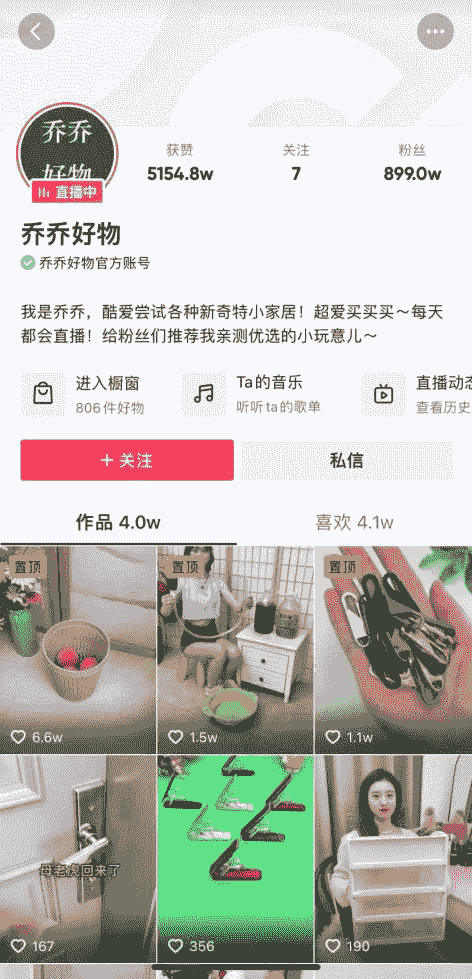 乔乔
好物
直播中
获赞
5154.8w
关注
7
粉丝
899.0w
乔乔好物
乔乔好物官方账号
我是乔乔，酷爱尝试各种新奇特小家居！超爱买买买～每天
都会直播！给粉丝们推荐我亲测优选的小玩意儿～
进入橱窗
806件好物
Ta的音乐
听听ta的歌单
直播动态
查看历史
＋关注
私信
作品 4.0w
喜欢 4.1w
置顶
置顶
置顶
6.6w
1.5w
1.1w
母老虎回来了
167
356
190